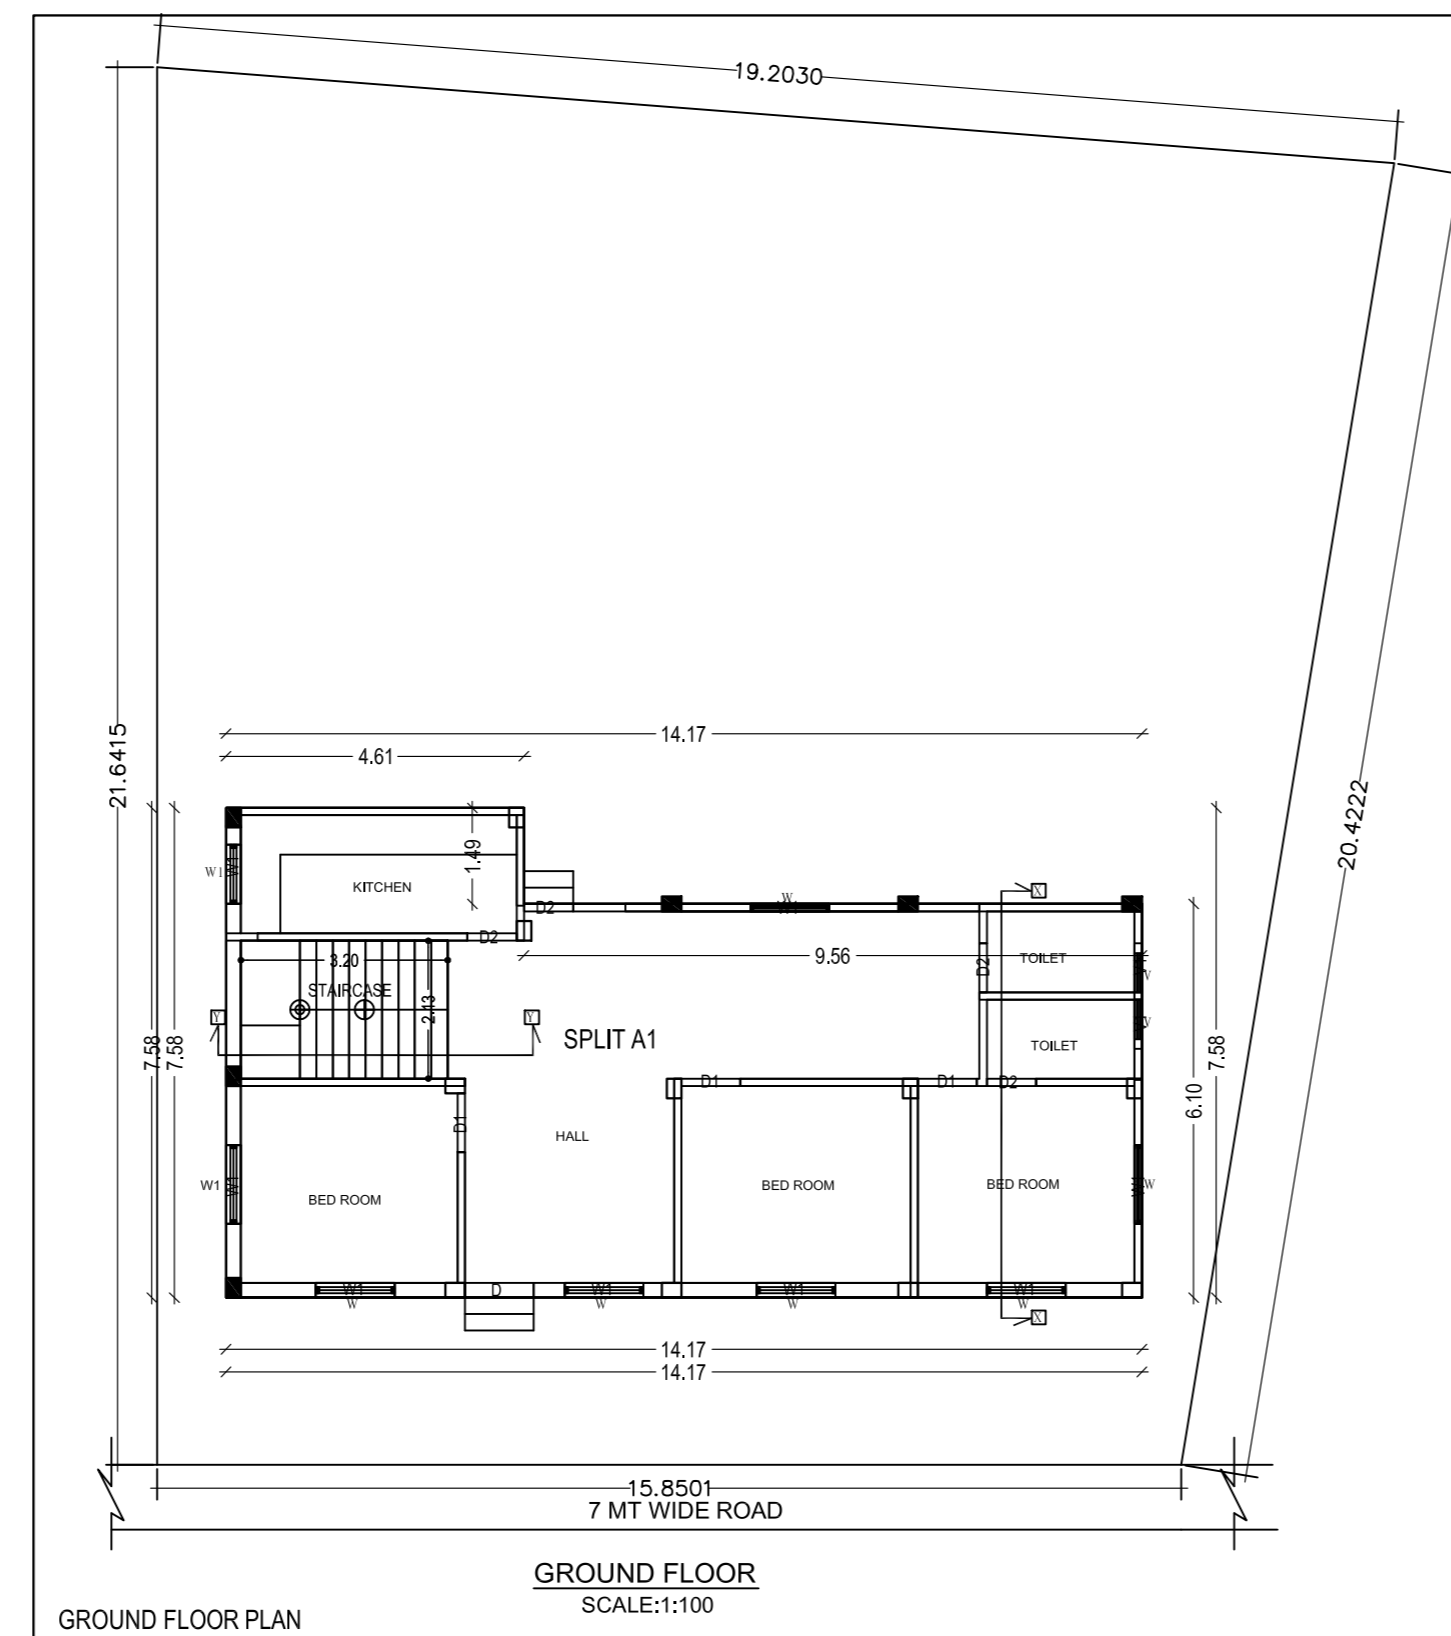 19.2030
21.6415
20.4222
14.17
4.61
7.58
7.58
1.49
W1
W1
KITCHEN
D2
D2
W
X
9.56
3.20
STAIRCASE
2.13
Y
Y
SPLIT A1
D2
TOILET
V
TOILET
V
7.58
6.10
D1
D1
D1
D2
HALL
W1
W1
BED ROOM
BED ROOM
BED ROOM
W1
W
W1
W
D
W1
W
W1
W
W1
W
X
14.17
14.17
15.8501
7 MT WIDE ROAD
GROUND FLOOR
SCALE:1:100
GROUND FLOOR PLAN